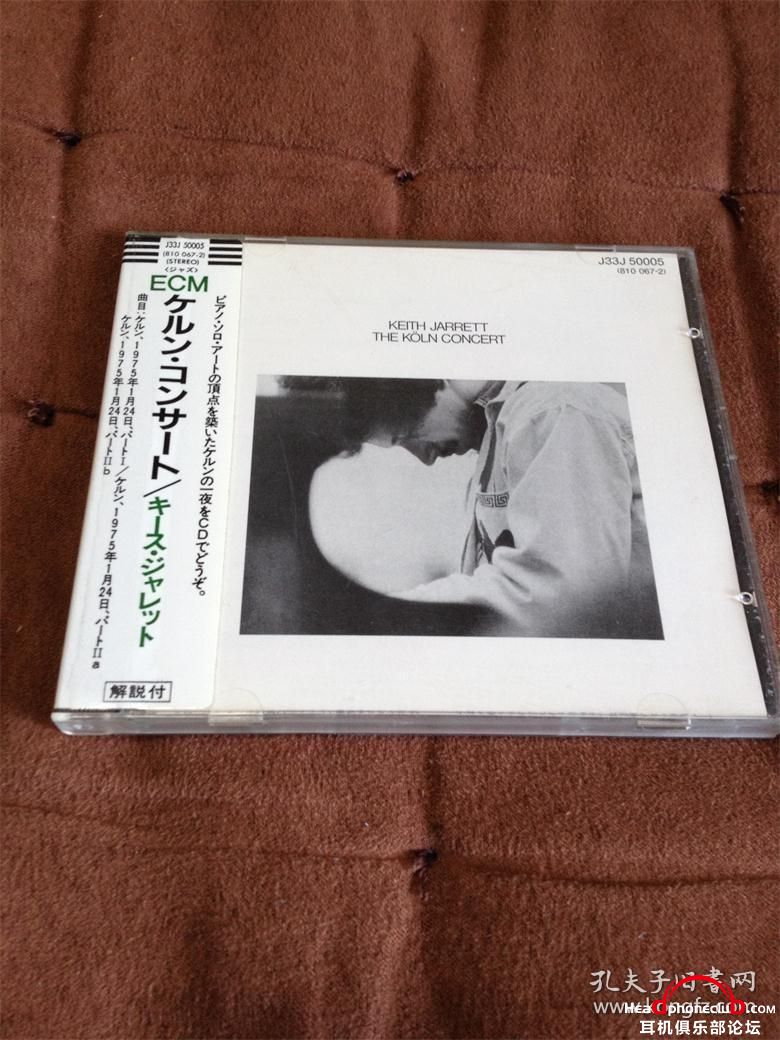 J33J 50005
(810 067-2)
(STEREO)
〈ジャズ〉
ECM
ピアノ・ソロ・アートの頂点を築いたケルンの一夜をCDでどうぞ。
ケルン・コンサート/キース・ジャレット
曲目:ケルン、1975年1月24日、パートI/ケルン、1975年1月24日、パートIIa
ケルン、1975年1月24日、パートIIb
解説付
J33J 50005
(810 067-2)
KEITH JARRETT
THE KÖLN CONCERT
孔夫子旧书网
耳机俱乐部论坛